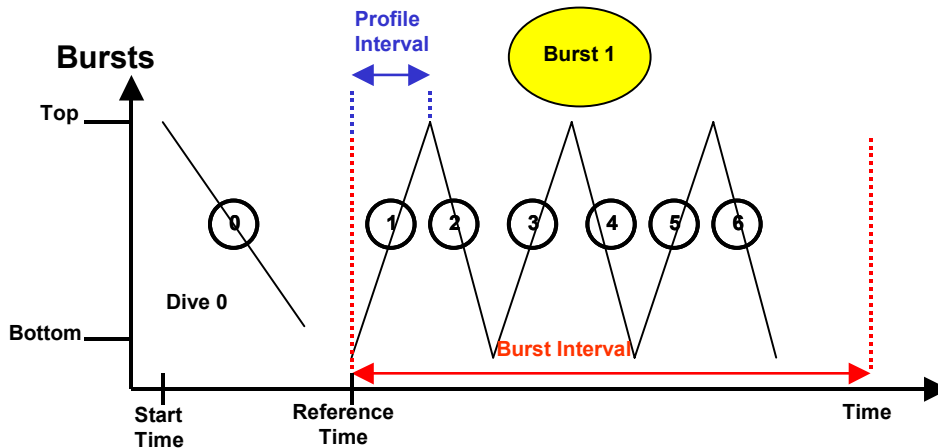 Profile
Interval
Burst 1
Bursts
Top
0
1
2
3
4
5
6
Dive 0
Bottom
Burst Interval
Start
Time
Reference
Time
Time